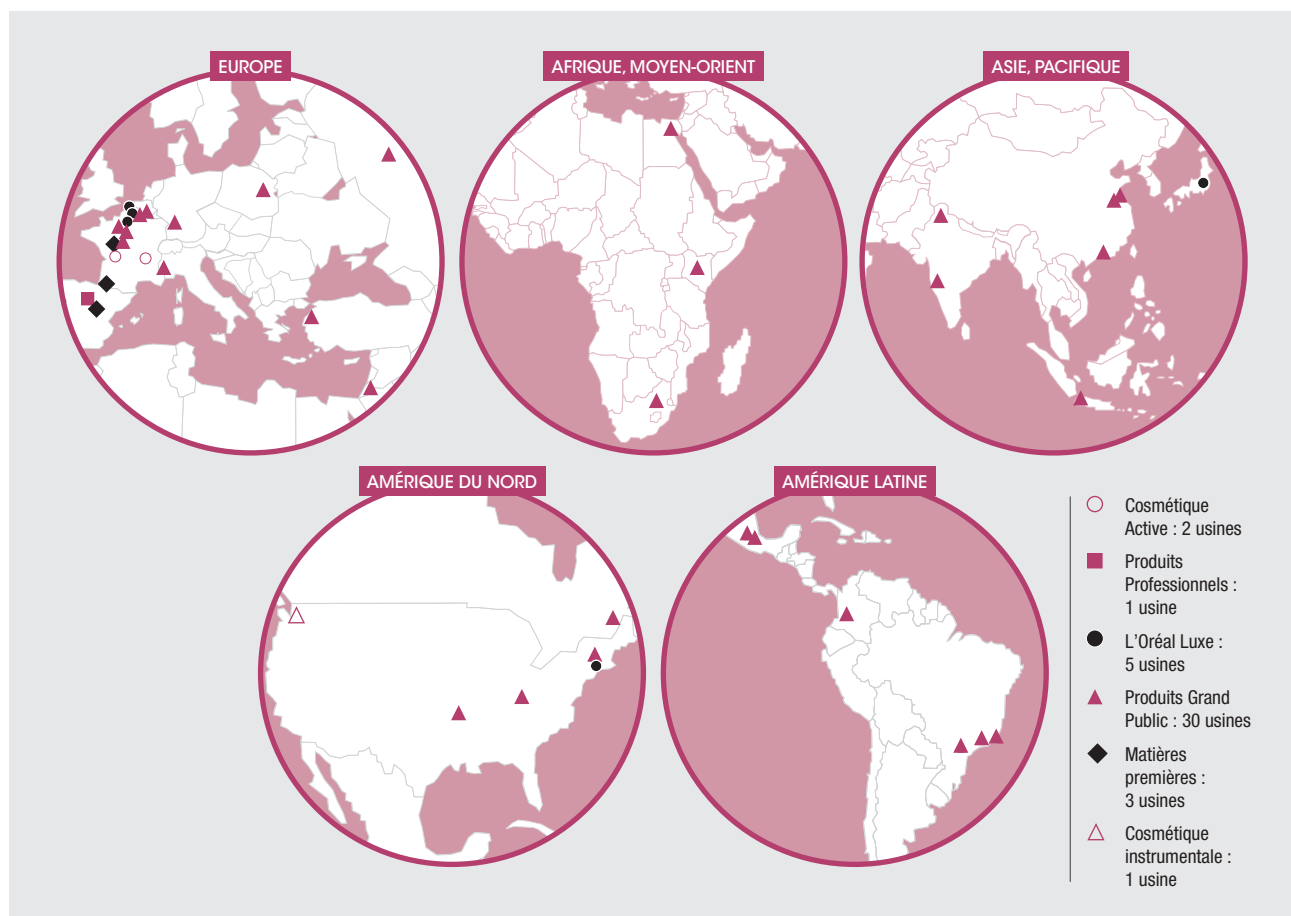 EUROPE
AFRIQUE, MOYEN-ORIENT
ASIE, PACIFIQUE
AMÉRIQUE DU NORD
AMÉRIQUE LATINE
Cosmétique
Active : 2 usines
Produits
Professionnels :
1 usine
L’Oréal Luxe :
5 usines
Produits Grand
Public : 30 usines
Matières
premières :
3 usines
Cosmétique
instrumentale :
1 usine